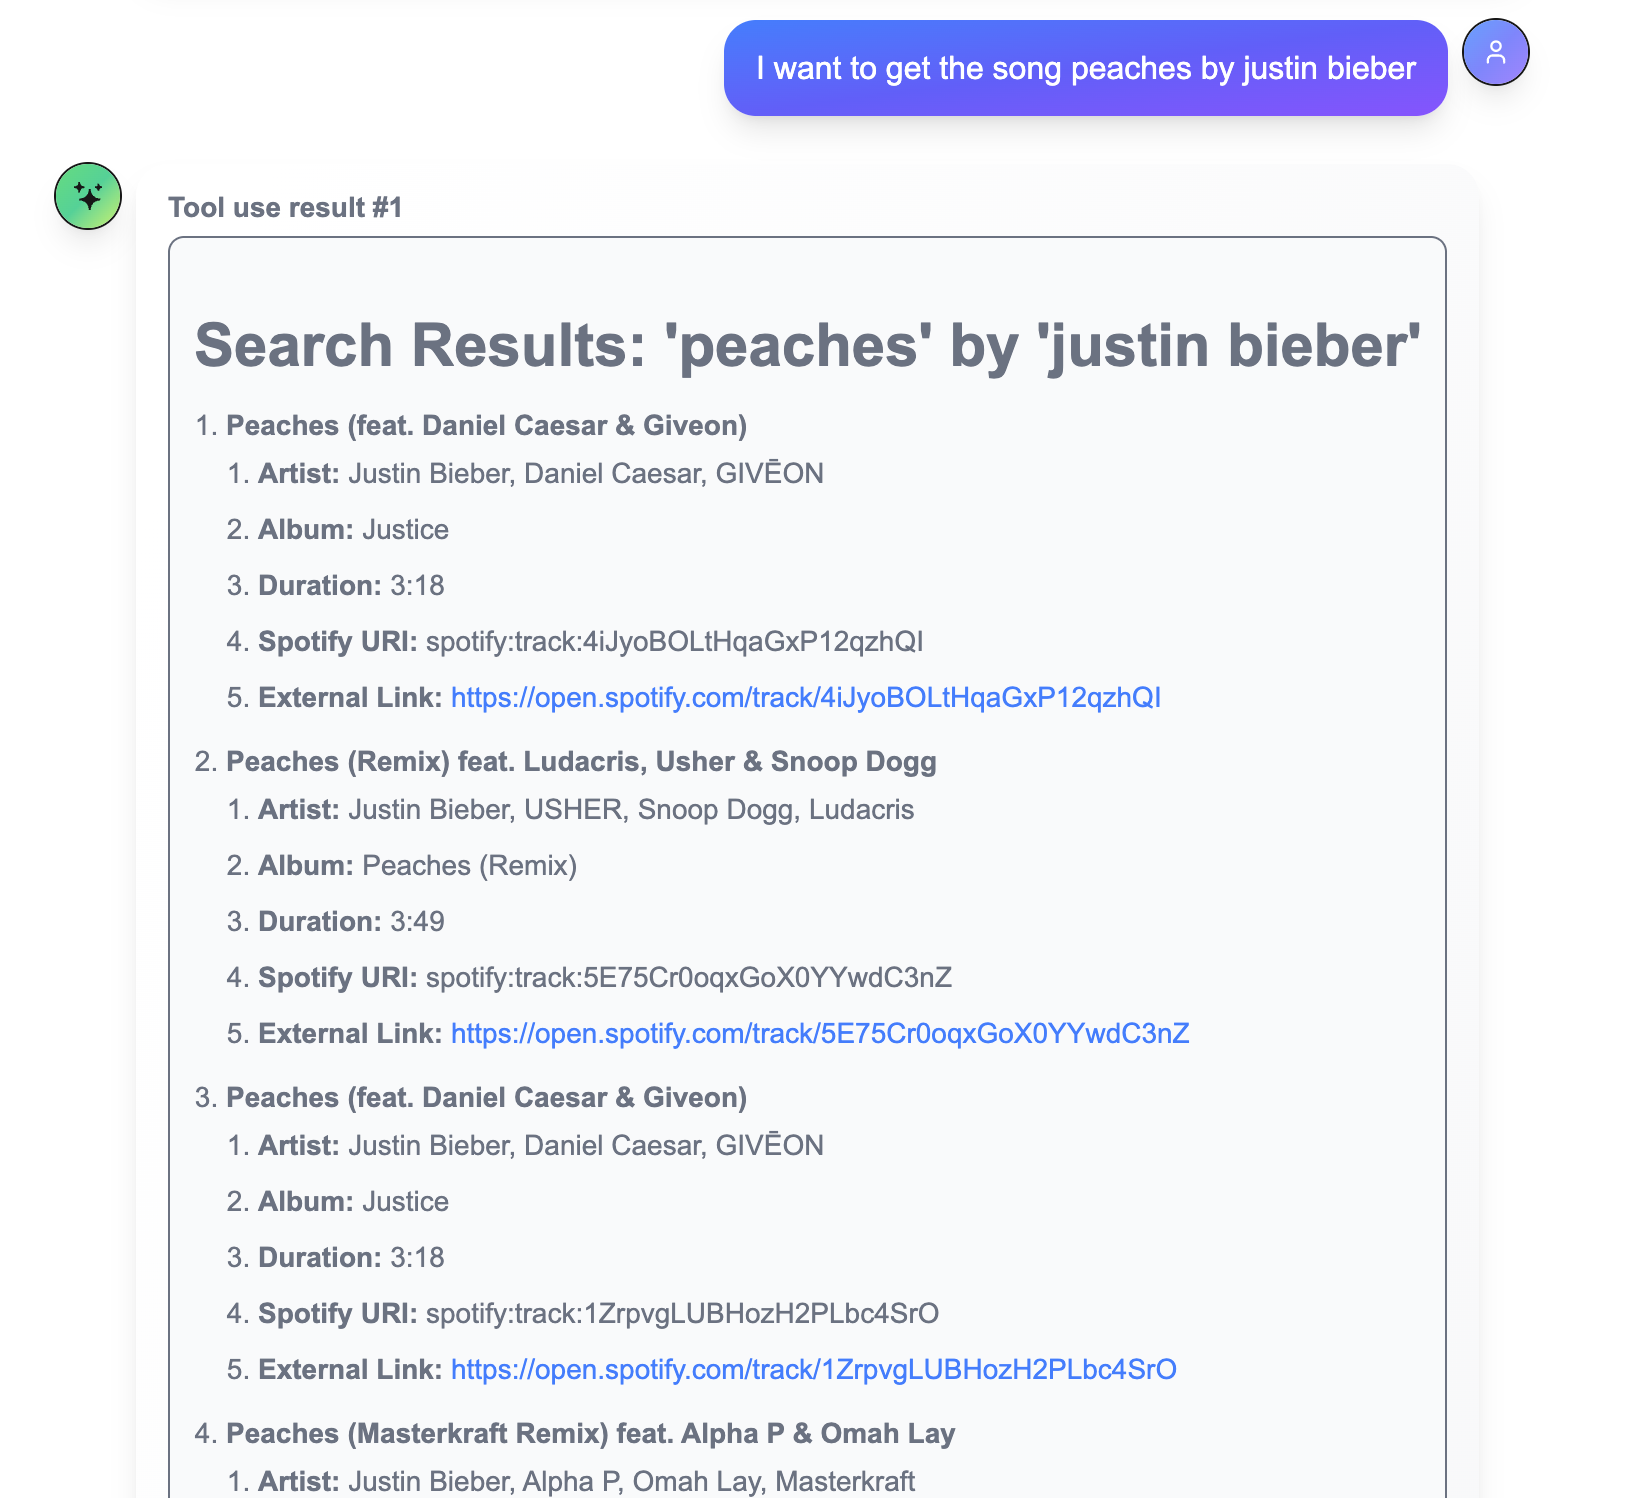 I want to get the song peaches by justin bieber
Tool use result #1
Search Results: 'peaches' by 'justin bieber'
1. Peaches (feat. Daniel Caesar & Giveon)
1. Artist: Justin Bieber, Daniel Caesar, GIVĒON
2. Album: Justice
3. Duration: 3:18
4. Spotify URI: spotify:track:4iJyoBOLtHqaGxP12qzhQI
5. External Link: https://open.spotify.com/track/4iJyoBOLtHqaGxP12qzhQI
2. Peaches (Remix) feat. Ludacris, Usher & Snoop Dogg
1. Artist: Justin Bieber, USHER, Snoop Dogg, Ludacris
2. Album: Peaches (Remix)
3. Duration: 3:49
4. Spotify URI: spotify:track:5E75Cr0oqxGoX0YYwdC3nZ
5. External Link: https://open.spotify.com/track/5E75Cr0oqxGoX0YYwdC3nZ
3. Peaches (feat. Daniel Caesar & Giveon)
1. Artist: Justin Bieber, Daniel Caesar, GIVĒON
2. Album: Justice
3. Duration: 3:18
4. Spotify URI: spotify:track:1ZrpvgLUBHozH2PLbc4SrO
5. External Link: https://open.spotify.com/track/1ZrpvgLUBHozH2PLbc4SrO
4. Peaches (Masterkraft Remix) feat. Alpha P & Omah Lay
1. Artist: Justin Bieber, Alpha P, Omah Lay, Masterkraft